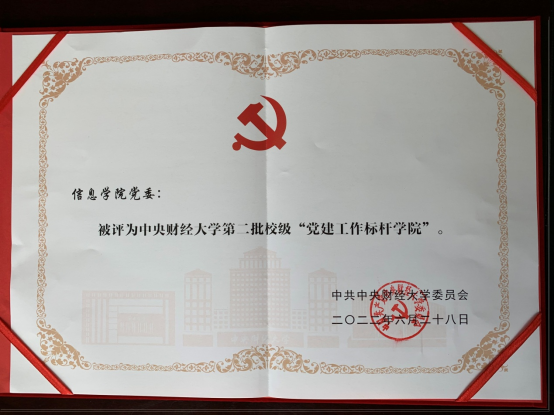 信息学院党委：
被评为中央财经大学第二批校级“党建工作标杆学院”。
中共中央财经大学委员会
二〇二二年六月二十八日